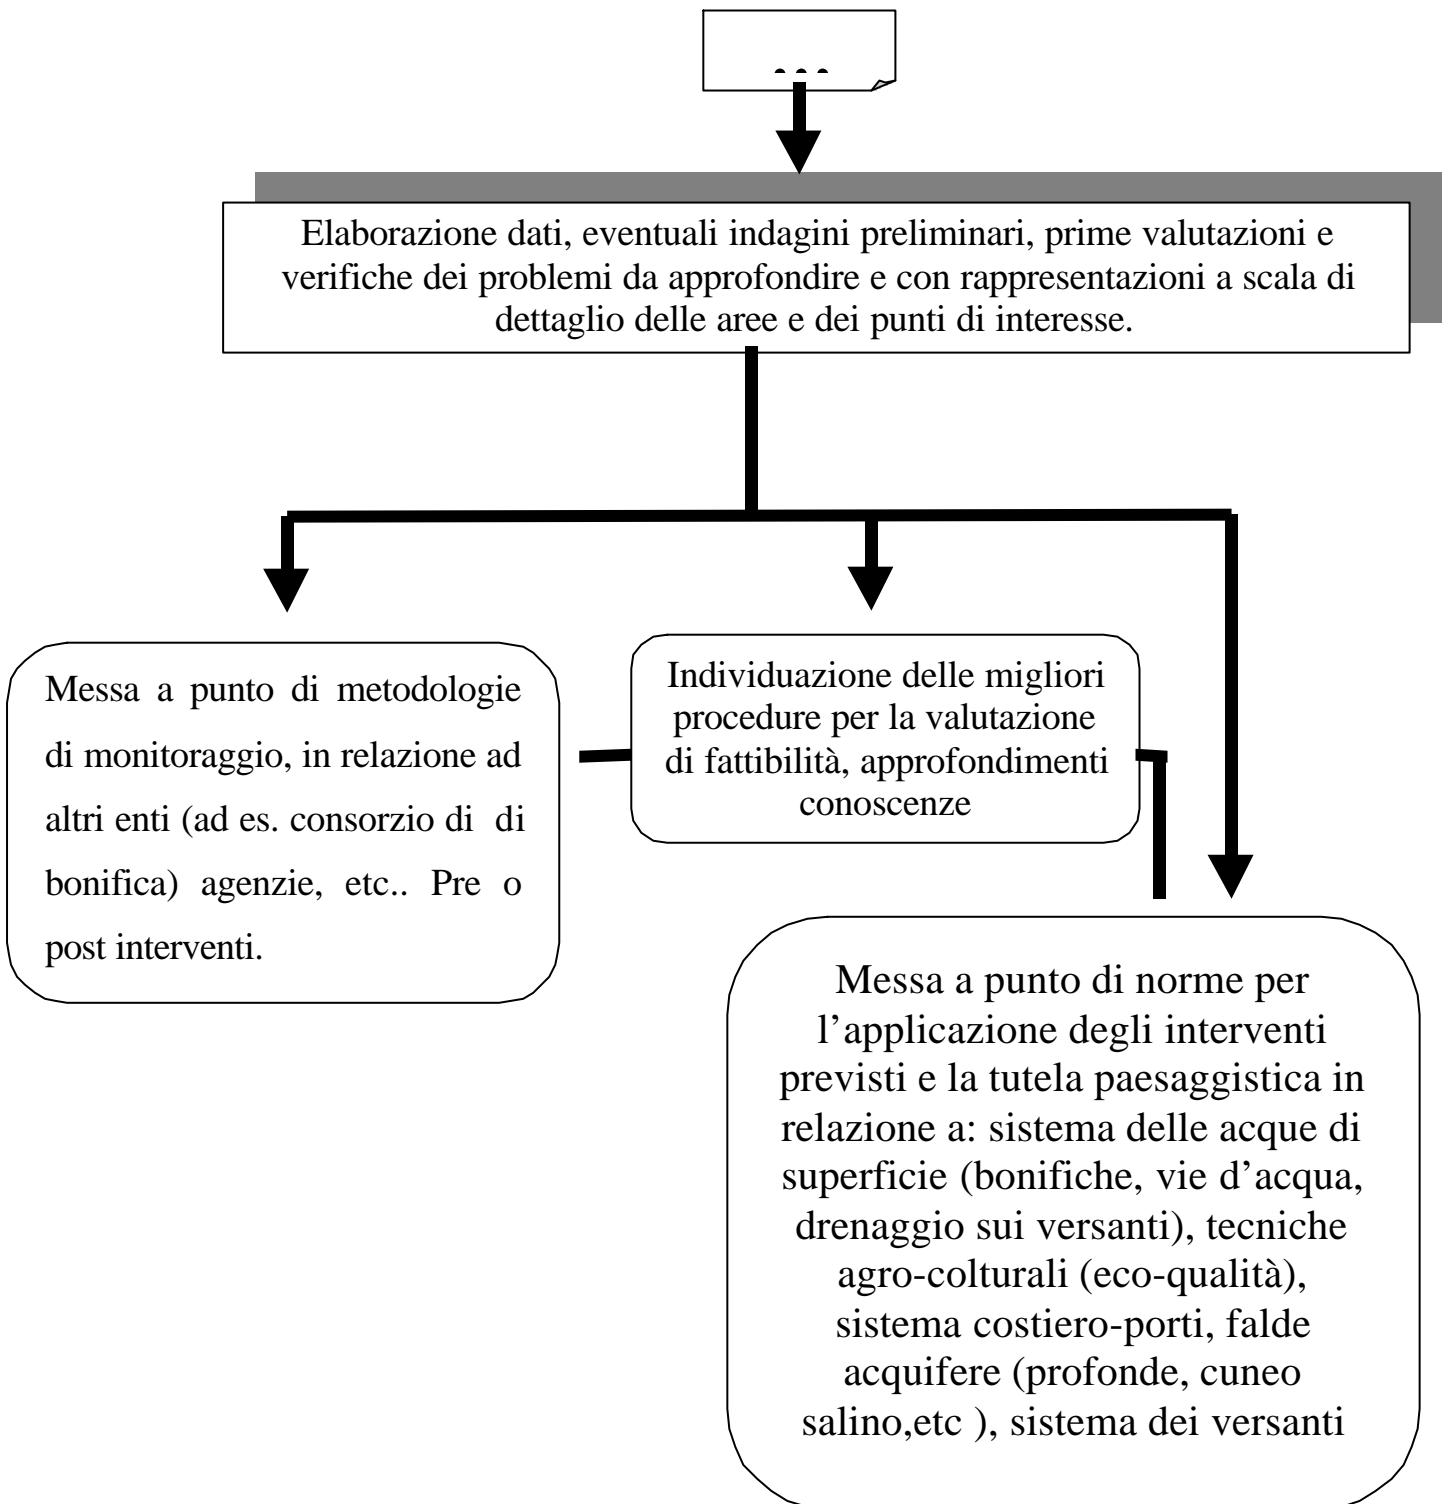 ...
Elaborazione dati, eventuali indagini preliminari, prime valutazioni e
verifiche dei problemi da approfondire e con rappresentazioni a scala di
dettaglio delle aree e dei punti di interesse.
Messa a punto di metodologie
di monitoraggio, in relazione ad
altri enti (ad es. consorzio di di
bonifica) agenzie, etc.. Pre o
post interventi.
Individuazione delle migliori
procedure per la valutazione
di fattibilità, approfondimenti
conoscenze
Messa a punto di norme per
l’applicazione degli interventi
previsti e la tutela paesaggistica in
relazione a: sistema delle acque di
superficie (bonifiche, vie d’acqua,
drenaggio sui versanti), tecniche
agro-colturali (eco-qualità),
sistema costiero-porti, falde
acquifere (profonde, cuneo
salino,etc ), sistema dei versanti